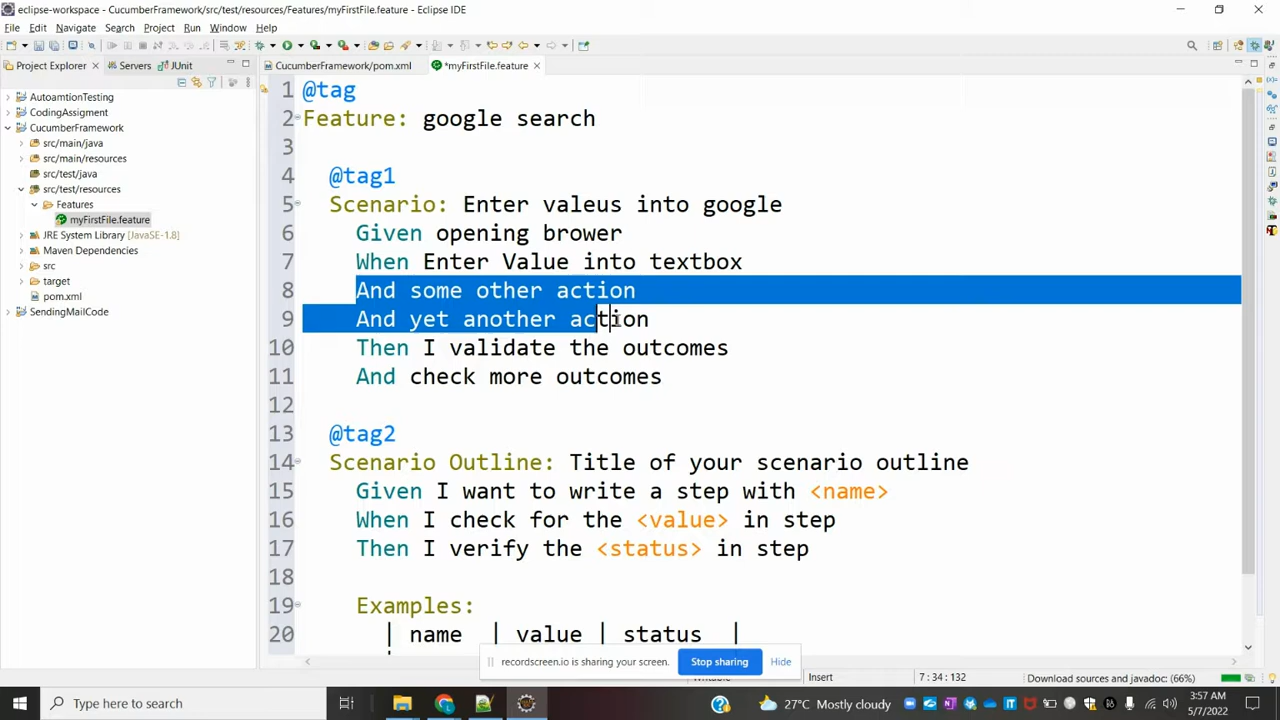 eclipse-workspace - CucumberFramework/src/test/resources/Features/myFirstFile.feature - Eclipse IDE
File Edit Navigate Search Project Run Window Help
Project Explorer Servers JUnit
CucumberFramework/pom.xml *myFirstFile.feature
AutoamtionTesting
CodingAssigment
CucumberFramework
src/main/java
src/main/resources
src/test/java
src/test/resources
Features
myFirstFile.feature
JRE System Library [JavaSE-1.8]
Maven Dependencies
src
target
pom.xml
SendingMailCode
1 @tag
2 Feature: google search
3
4 @tag1
5 Scenario: Enter valeus into google
6 Given opening brower
7 When Enter Value into textbox
8 And some other action
9 And yet another action
10 Then I validate the outcomes
11 And check more outcomes
12
13 @tag2
14 Scenario Outline: Title of your scenario outline
15 Given I want to write a step with <name>
16 When I check for the <value> in step
17 Then I verify the <status> in step
18
19 Examples:
20 | name | value | status |
recordscreen.io is sharing your screen. Stop sharing Hide
Writable Insert 7 : 34 : 132 Download sources and javadoc: (66%)
Type here to search
27°C Mostly cloudy
3:57 AM
5/7/2022